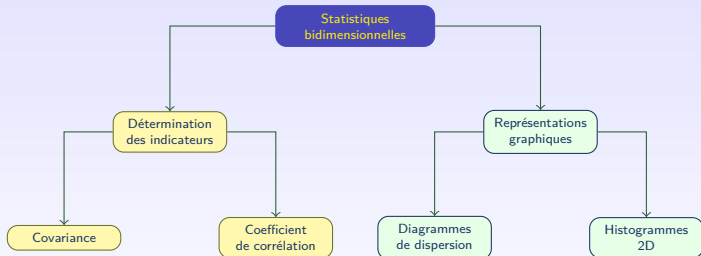 Statistiques
bidimensionnelles
Détermination
des indicateurs
Représentations
graphiques
Covariance
Coefficient
de corrélation
Diagrammes
de dispersion
Histogrammes
2D